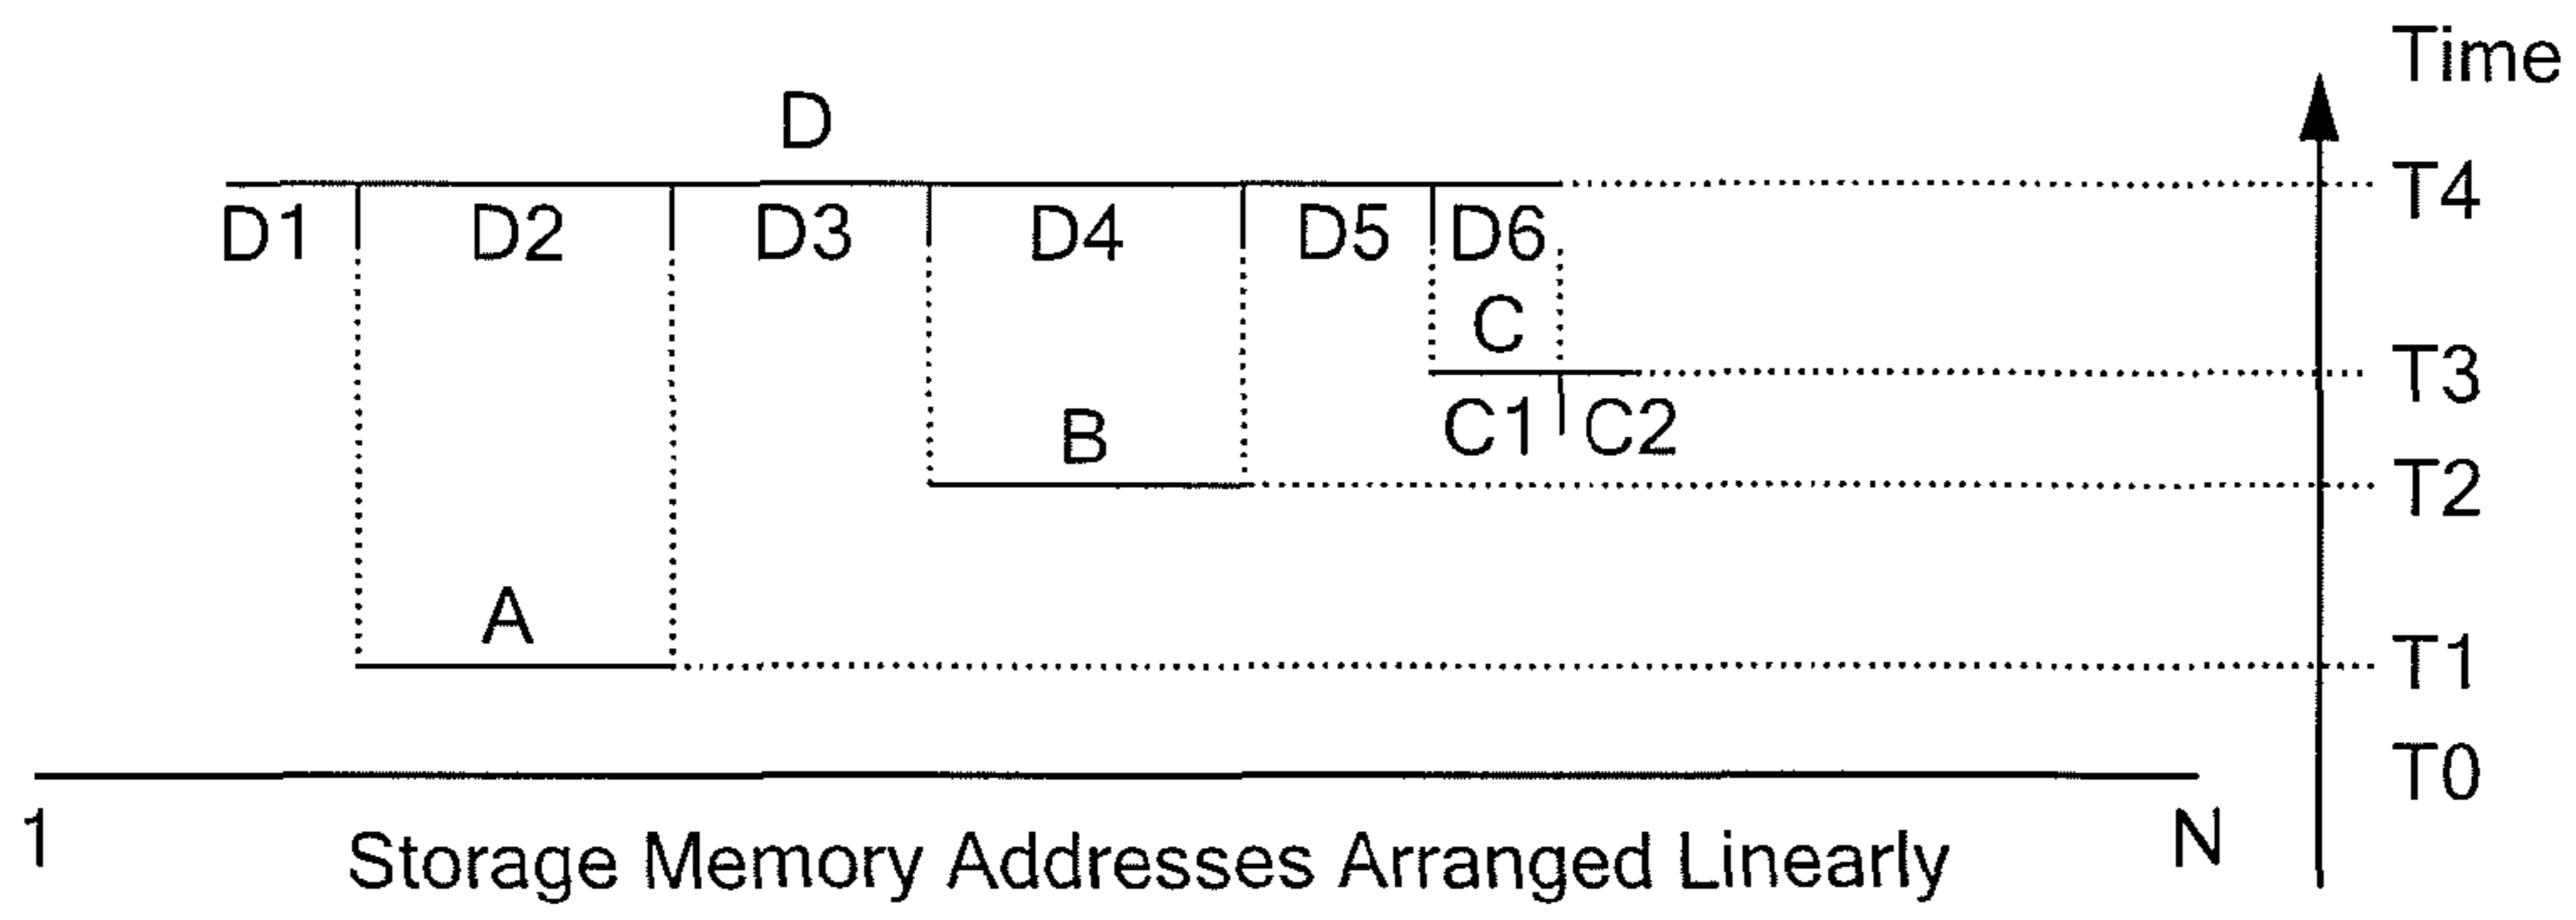 Time
D
T4
D1 D2 D3 D4 D5 D6
C
T3
C1 C2
B
T2
A
T1
T0
1 N
Storage Memory Addresses Arranged Linearly